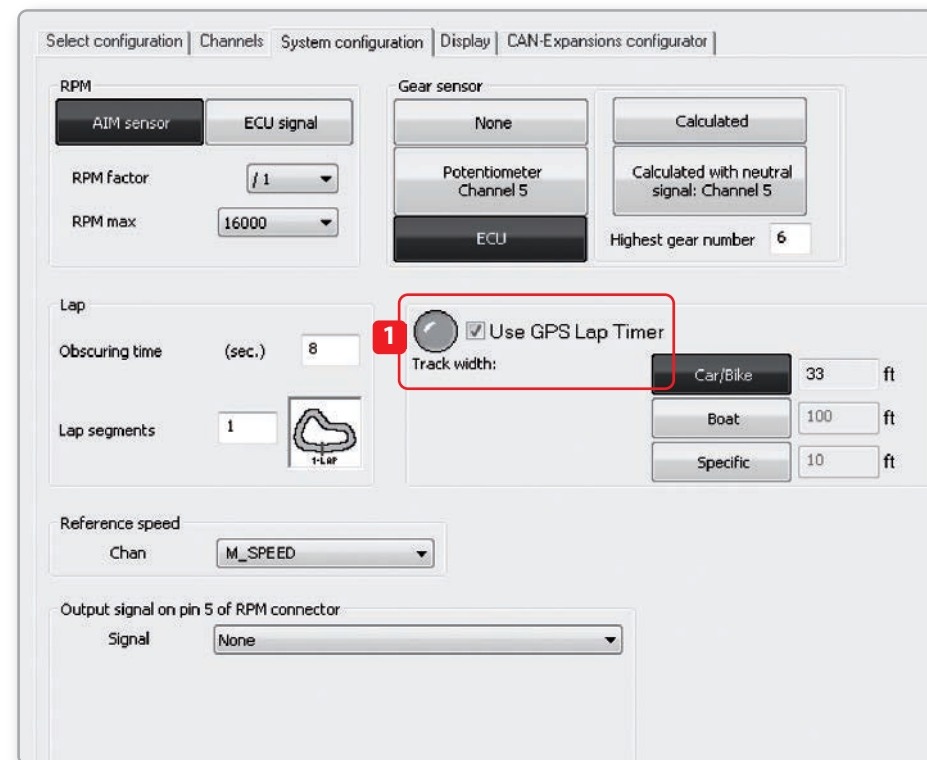 Select configuration Channels System configuration Display CAN-Expansions configurator
RPM
AIM sensor ECU signal
RPM factor / 1
RPM max 16000
Gear sensor
None
Potentiometer
Channel 5
ECU
Calculated
Calculated with neutral
signal: Channel 5
Highest gear number 6
Lap
Obscuring time (sec.) 8
Lap segments 1
1-LAP
1
Use GPS Lap Timer
Track width:
Car/Bike 33 ft
Boat 100 ft
Specific 10 ft
Reference speed
Chan M_SPEED
Output signal on pin 5 of RPM connector
Signal None